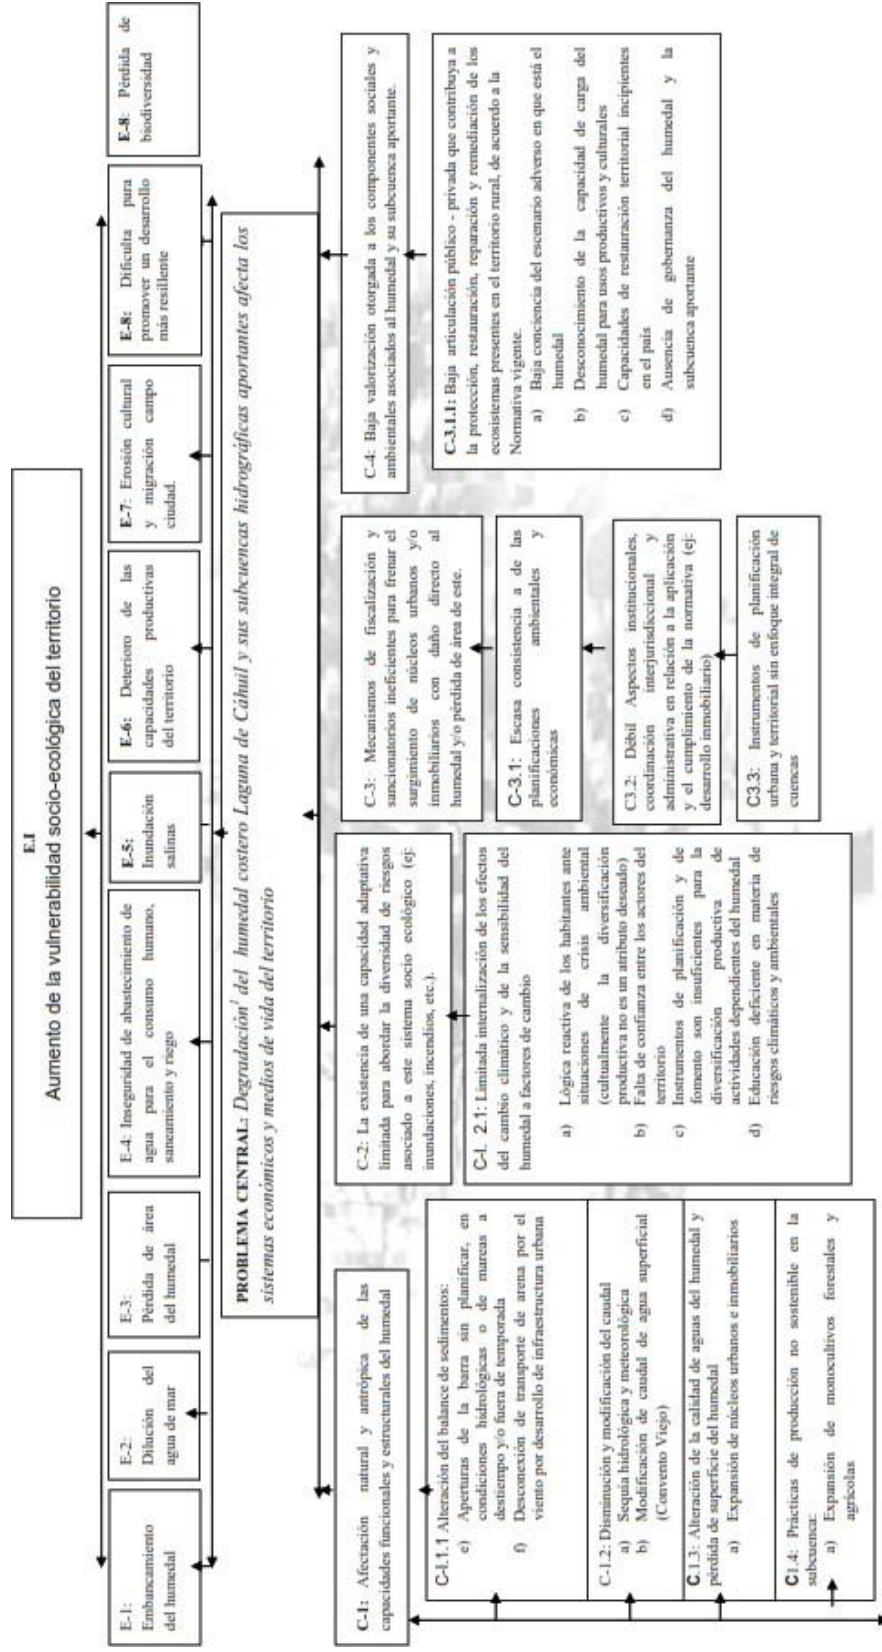 E.I
Aumento de la vulnerabilidad socio-ecológica del territorio
E-1:
Embancamiento
del humedal
E-2:
Dilución del
agua de mar
E-3:
Pérdida de área
del humedal
E-4: Inseguridad de abastecimiento de
agua para el consumo humano,
saneamiento y riego
E-5:
Inundación
salinas
E-6: Deterioro de las
capacidades productivas
del territorio
E-7: Erosión cultural
y migración campo
ciudad.
E-8: Dificulta para
promover un desarrollo
más resiliente
E-8: Pérdida de
biodiversidad
PROBLEMA CENTRAL: Degradación¹ del humedal costero Laguna de Cáhuil y sus subcuencas hidrográficas aportantes afecta los
sistemas económicos y medios de vida del territorio
C-1: Afectación natural y antrópica de las
capacidades funcionales y estructurales del humedal
C-I.1.1 Alteración del balance de sedimentos:
e) Aperturas de la barra sin planificar, en
condiciones hidrológicas o de mareas a
destiempo y/o fuera de temporada
f) Desconexión de transporte de arena por el
viento por desarrollo de infraestructura urbana
C-1.2: Disminución y modificación del caudal
a) Sequía hidrológica y meteorológica
b) Modificación de caudal de agua superficial
(Convento Viejo)
C.1.3: Alteración de la calidad de aguas del humedal y
pérdida de superficie del humedal
a) Expansión de núcleos urbanos e inmobiliarios
C1.4: Prácticas de producción no sostenible en la
subcuenca:
a) Expansión de monocultivos forestales y
agrícolas
C-2: La existencia de una capacidad adaptativa
limitada para abordar la diversidad de riesgos
asociado a este sistema socio ecológico (ej:
inundaciones, incendios, etc.).
C-I. 2.1: Limitada internalización de los efectos
del cambio climático y de la sensibilidad del
humedal a factores de cambio
a) Lógica reactiva de los habitantes ante
situaciones de crisis ambiental
(cultualmente la diversificación
productiva no es un atributo deseado)
b) Falta de confianza entre los actores del
territorio
c) Instrumentos de planificación y de
fomento son insuficientes para la
diversificación productiva de
actividades dependientes del humedal
d) Educación deficiente en materia de
riesgos climáticos y ambientales
C-3: Mecanismos de fiscalización y
sancionatorios ineficientes para frenar el
surgimiento de núcleos urbanos y/o
inmobiliarios con daño directo al
humedal y/o pérdida de área de este.
C-3.1: Escasa consistencia a de las
planificaciones ambientales y
económicas
C3.2: Débil Aspectos institucionales,
coordinación interjurisdiccional y
administrativa en relación a la aplicación
y el cumplimiento de la normativa (ej:
desarrollo inmobiliario)
C3.3: Instrumentos de planificación
urbana y territorial sin enfoque integral de
cuencas
C-4: Baja valorización otorgada a los componentes sociales y
ambientales asociados al humedal y su subcuenca aportante.
C-3.1.1: Baja articulación público - privada que contribuya a
la protección, restauración, reparación y remediación de los
ecosistemas presentes en el territorio rural, de acuerdo a la
Normativa vigente.
a) Baja conciencia del escenario adverso en que está el
humedal
b) Desconocimiento de la capacidad de carga del
humedal para usos productivos y culturales
c) Capacidades de restauración territorial incipientes
en el país
d) Ausencia de gobernanza del humedal y la
subcuenca aportante